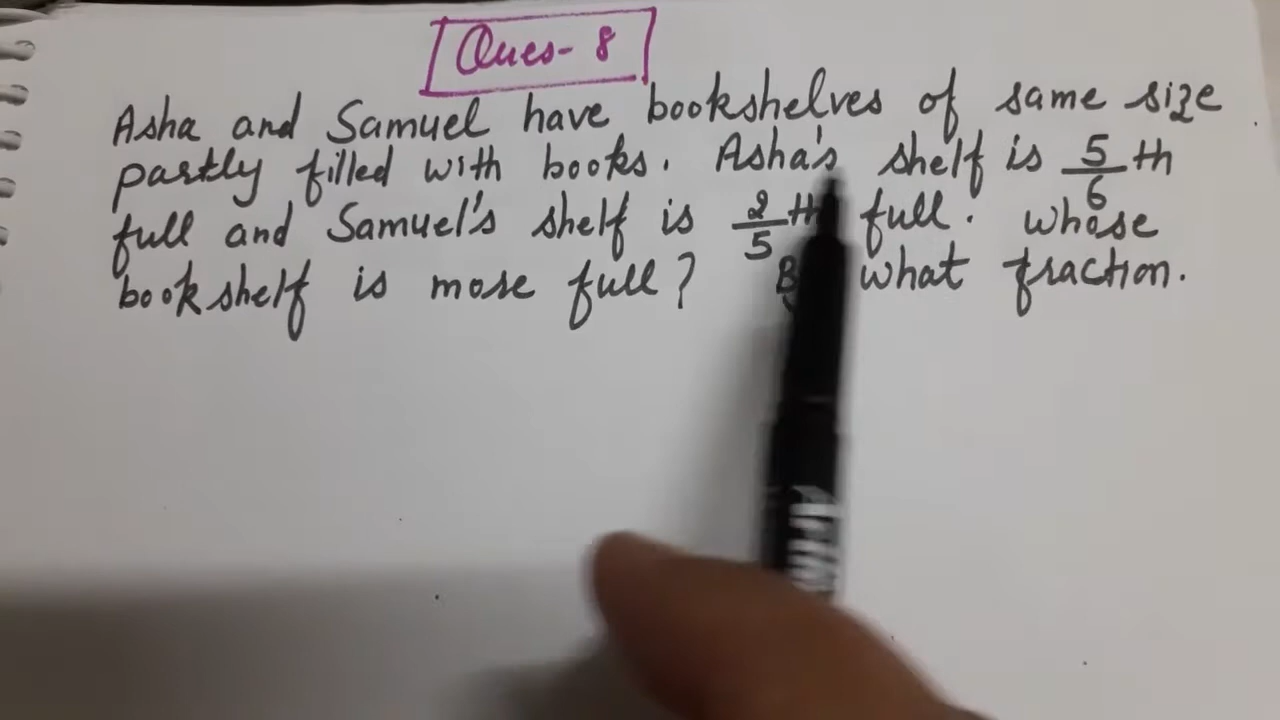 Ques- 8
Asha and Samuel have bookshelves of same size
partly filled with books. Asha's shelf is 5/6 th
full and Samuel's shelf is 2/5 th full. whose
bookshelf is more full? what fraction.